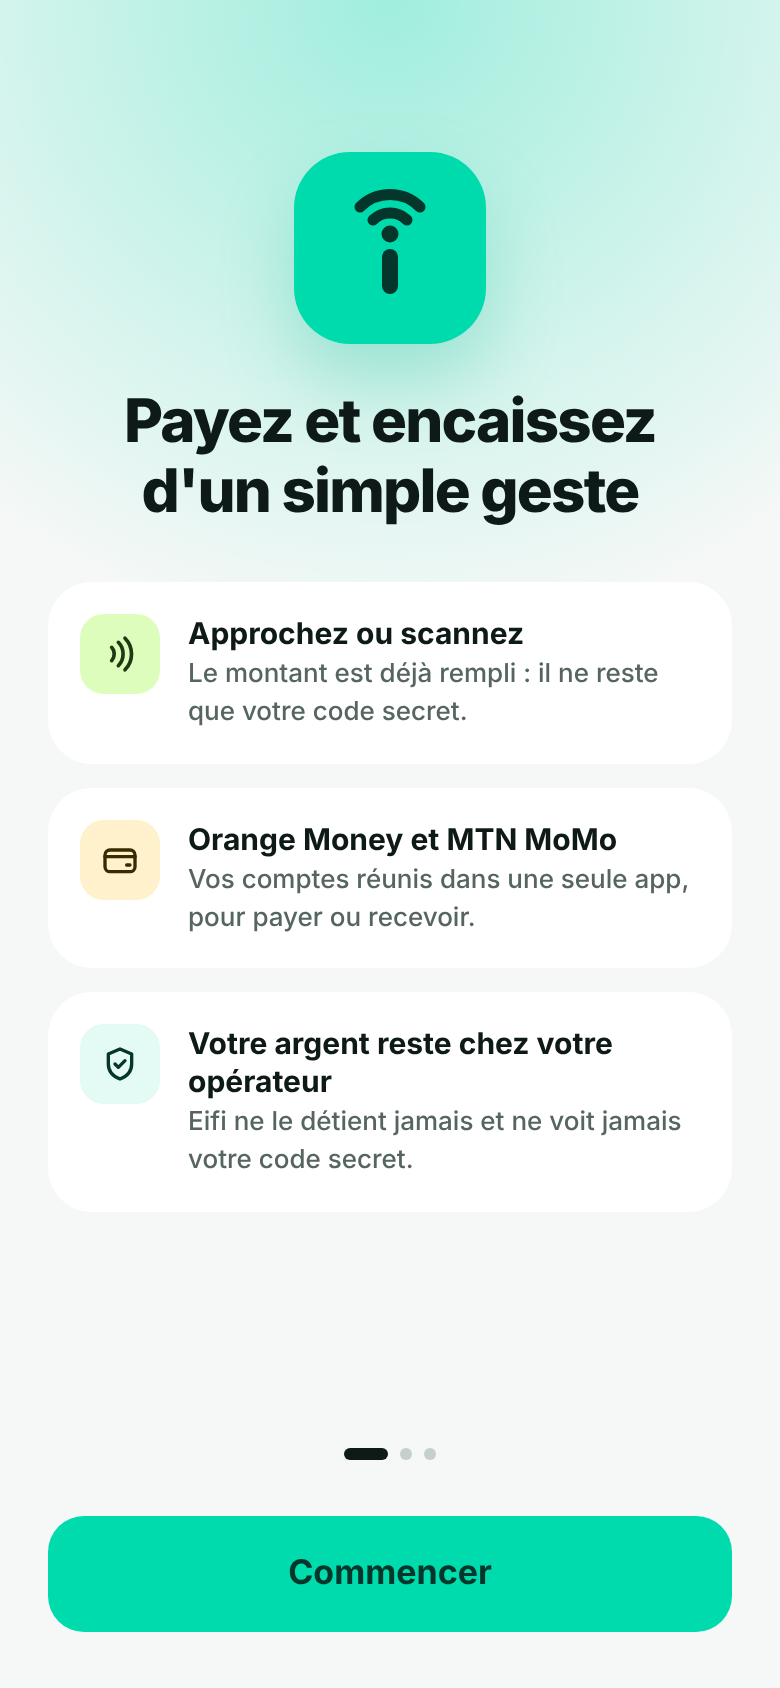 Payez et encaissez
d'un simple geste
Approchez ou scannez
Le montant est déjà rempli : il ne reste
que votre code secret.
Orange Money et MTN MoMo
Vos comptes réunis dans une seule app,
pour payer ou recevoir.
Votre argent reste chez votre
opérateur
Eifi ne le détient jamais et ne voit jamais
votre code secret.
Commencer